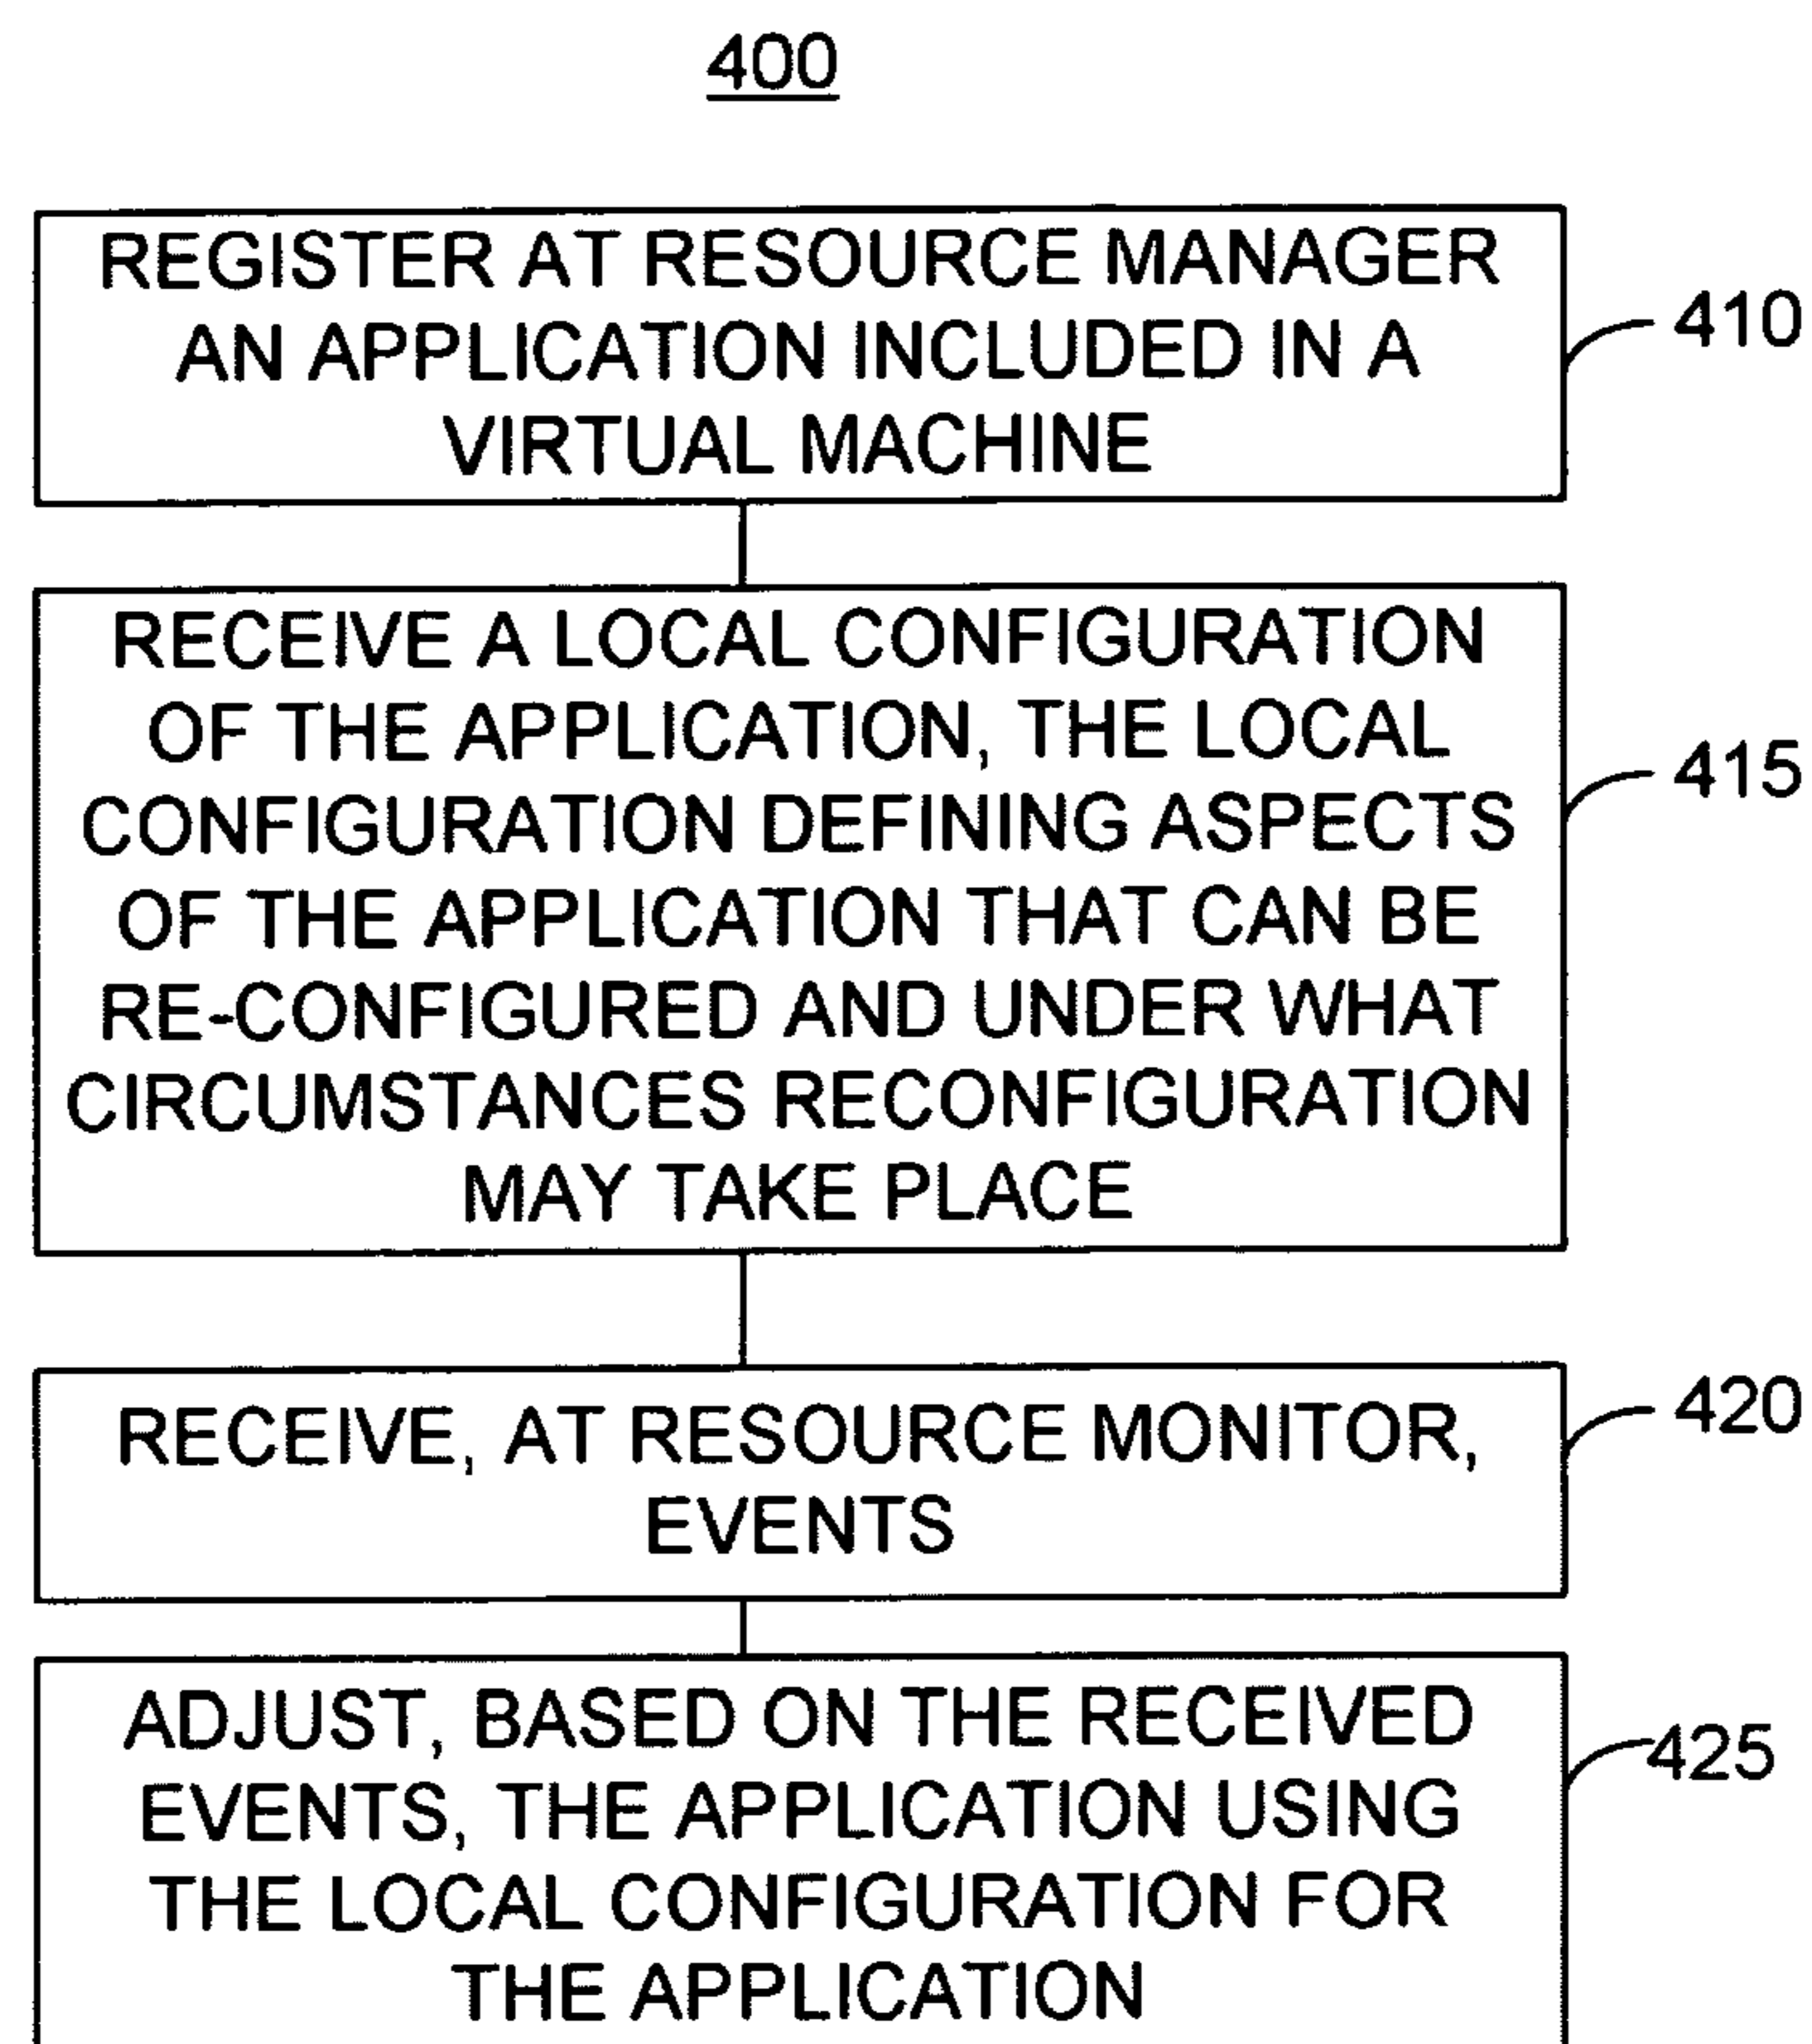 400
REGISTER AT RESOURCE MANAGER
AN APPLICATION INCLUDED IN A
VIRTUAL MACHINE
410
RECEIVE A LOCAL CONFIGURATION
OF THE APPLICATION, THE LOCAL
CONFIGURATION DEFINING ASPECTS
OF THE APPLICATION THAT CAN BE
RE-CONFIGURED AND UNDER WHAT
CIRCUMSTANCES RECONFIGURATION
MAY TAKE PLACE
415
RECEIVE, AT RESOURCE MONITOR,
EVENTS
420
ADJUST, BASED ON THE RECEIVED
EVENTS, THE APPLICATION USING
THE LOCAL CONFIGURATION FOR
THE APPLICATION
425